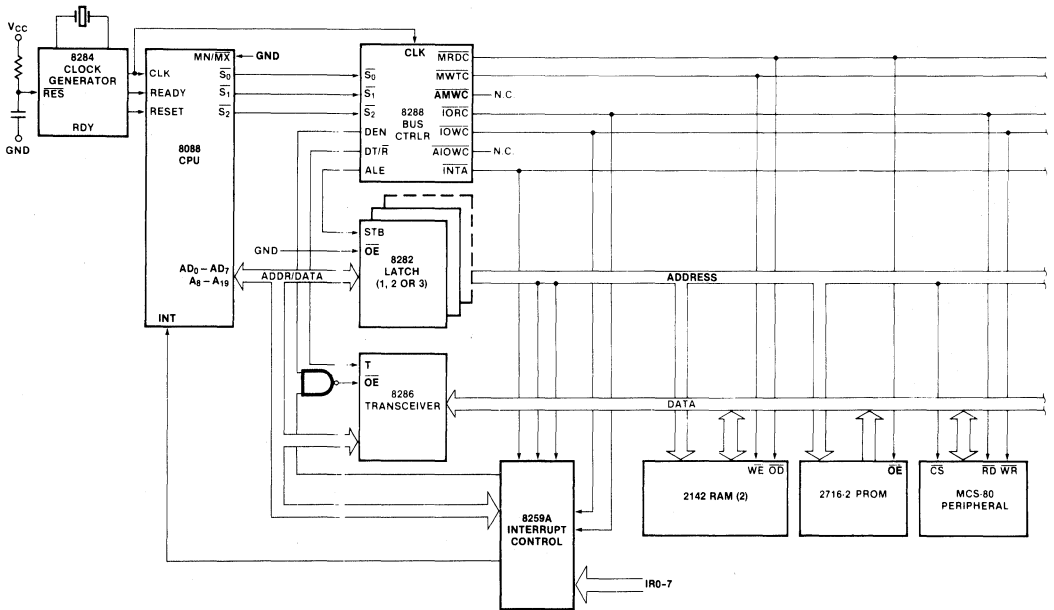 VCC
8284
CLOCK
GENERATOR
RES
RDY
GND
MN/MX
GND
CLK
S0
READY
S1
RESET
S2
8088
CPU
AD0 – AD7
A8 – A19
INT
CLK
S0
S1
S2
DEN
DT/R
ALE
8288
BUS
CTRLR
MRDC
MWTC
AMWC
N.C.
IORC
IOWC
AIOWC
N.C.
INTA
STB
OE
GND
8282
LATCH
(1, 2 OR 3)
ADDR/DATA
ADDRESS
T
OE
8286
TRANSCEIVER
DATA
WE OD
2142 RAM (2)
OE
2716-2 PROM
CS
RD WR
MCS-80
PERIPHERAL
8259A
INTERRUPT
CONTROL
IR0-7